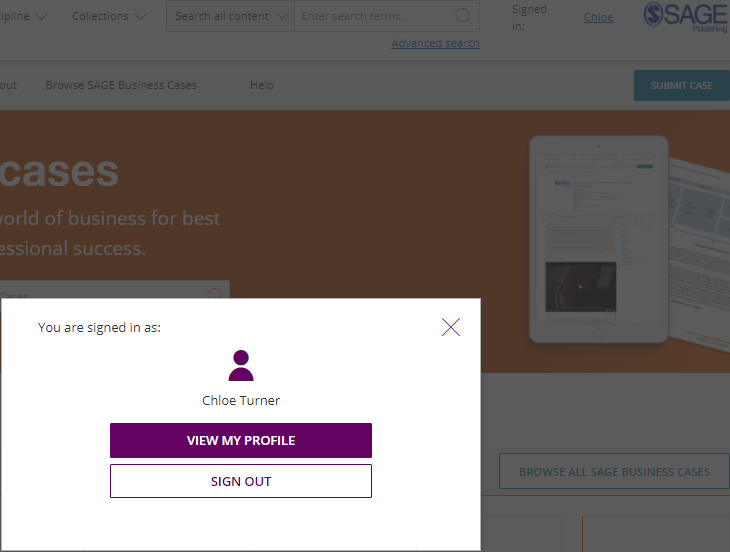 cipline
Collections
Search all content
Enter search terms...
Signed in:
Chloe
SAGE
Publishing
Advanced search
out
Browse SAGE Business Cases
Help
SUBMIT CASE
cases
world of business for best
essional success.
Cases
You are signed in as:
Chloe Turner
VIEW MY PROFILE
SIGN OUT
BROWSE ALL SAGE BUSINESS CASES